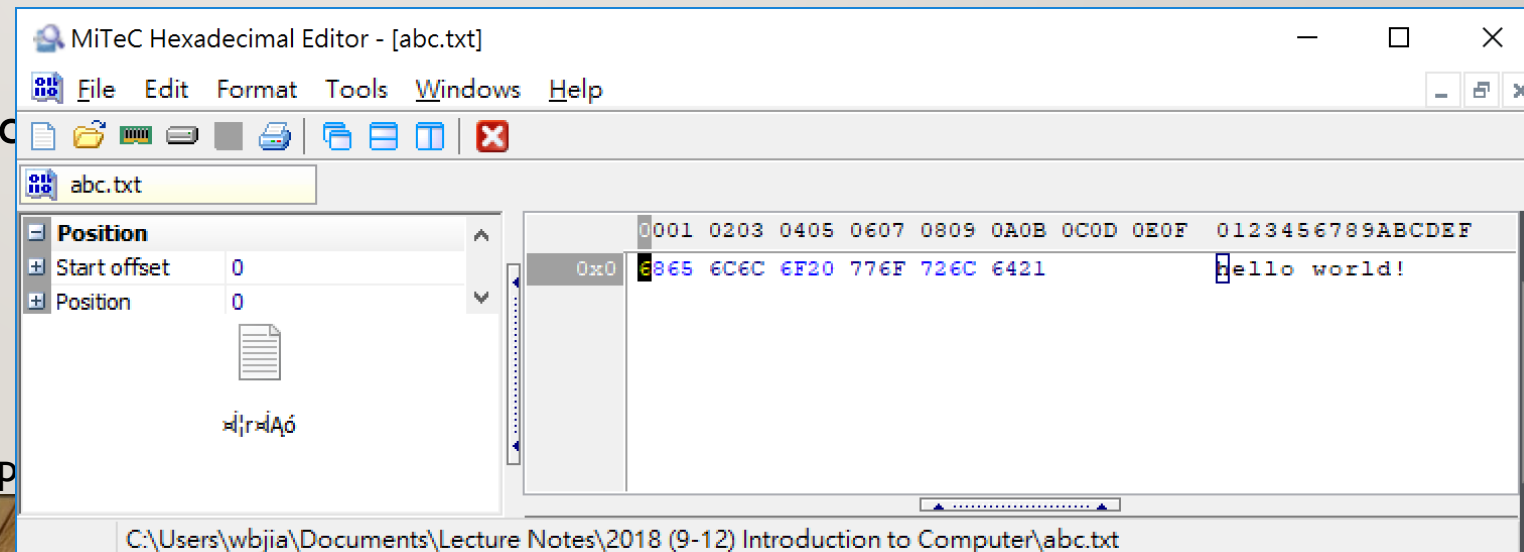 MiTeC Hexadecimal Editor - [abc.txt]
File Edit Format Tools Windows Help
abc.txt
Position
Start offset 0
Position 0
¤å¦r¤åÀÉ
0001 0203 0405 0607 0809 0A0B 0C0D 0E0F 0123456789ABCDEF
0x0 6865 6C6C 6F20 776F 726C 6421 hello world!
C:\Users\wbjia\Documents\Lecture Notes\2018 (9-12) Introduction to Computer\abc.txt